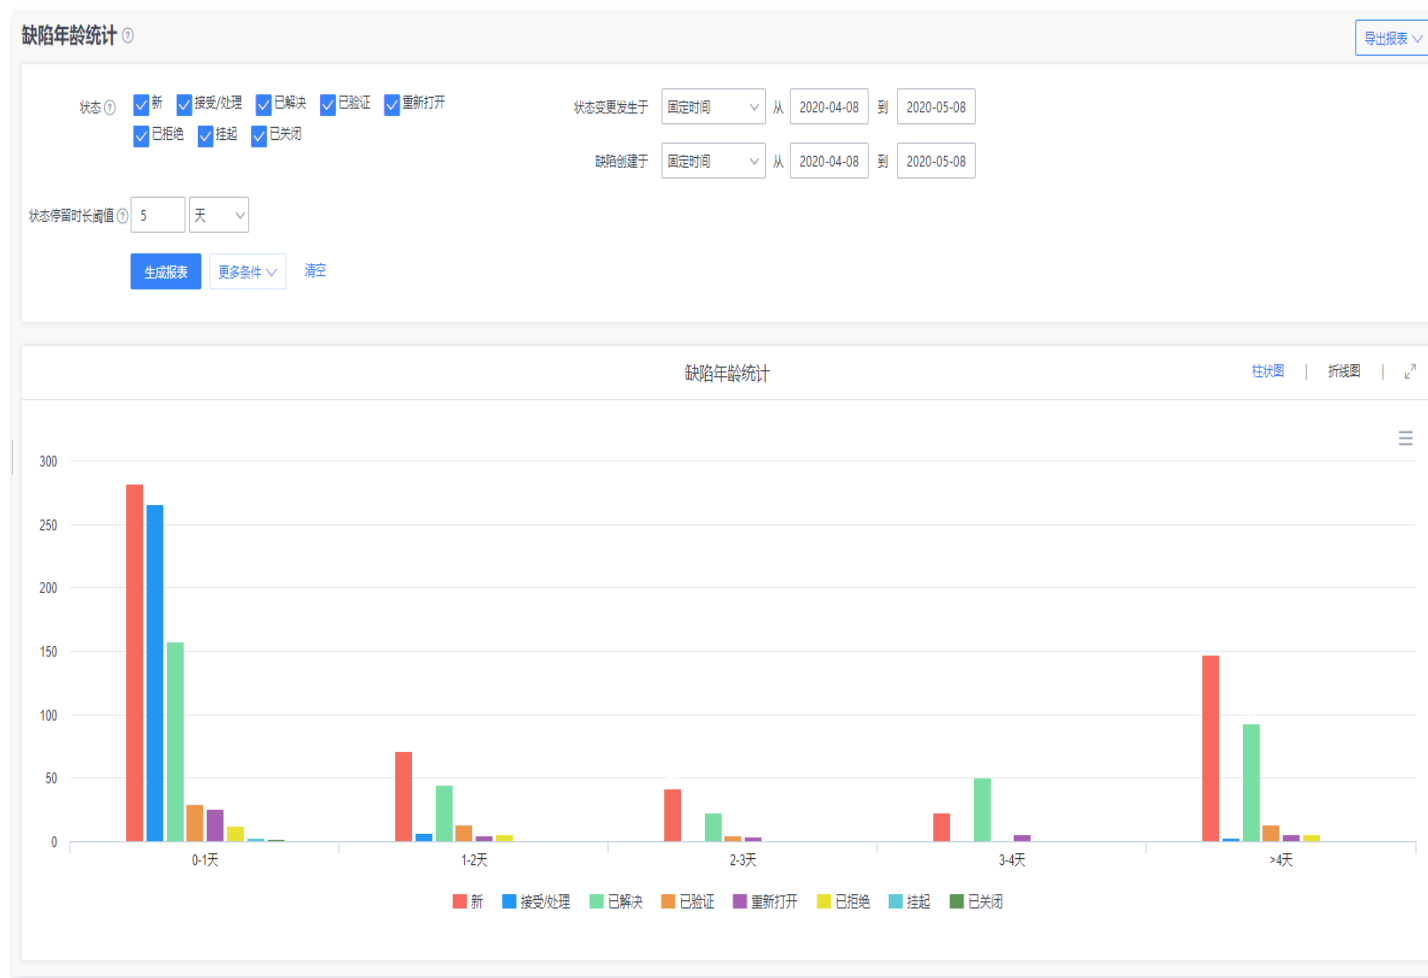 缺陷年龄统计 ?
导出报表
状态 ? 新 接受/处理 已解决 已验证 重新打开
已拒绝 挂起 已关闭
状态变更发生于 固定时间 从 2020-04-08 到 2020-05-08
缺陷创建于 固定时间 从 2020-04-08 到 2020-05-08
状态停留时长阈值 ? 5 天
生成报表 更多条件 清空
缺陷年龄统计
柱状图 | 折线图 |
300
250
200
150
100
50
0
0-1天 1-2天 2-3天 3-4天 >4天
新 接受/处理 已解决 已验证 重新打开 已拒绝 挂起 已关闭